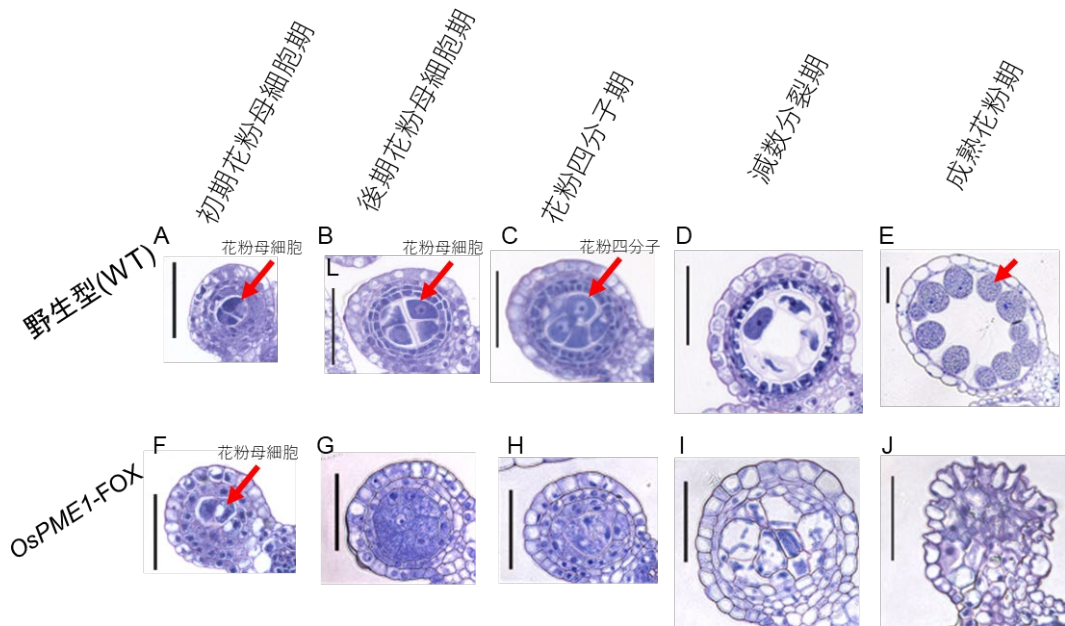 初期花粉母細胞期
後期花粉母細胞期
花粉四分子期
減数分裂期
成熟花粉期
野生型(WT)
A
花粉母細胞
B
花粉母細胞
L
C
花粉四分子
D
E
OsPME1-FOX
F
花粉母細胞
G
H
I
J